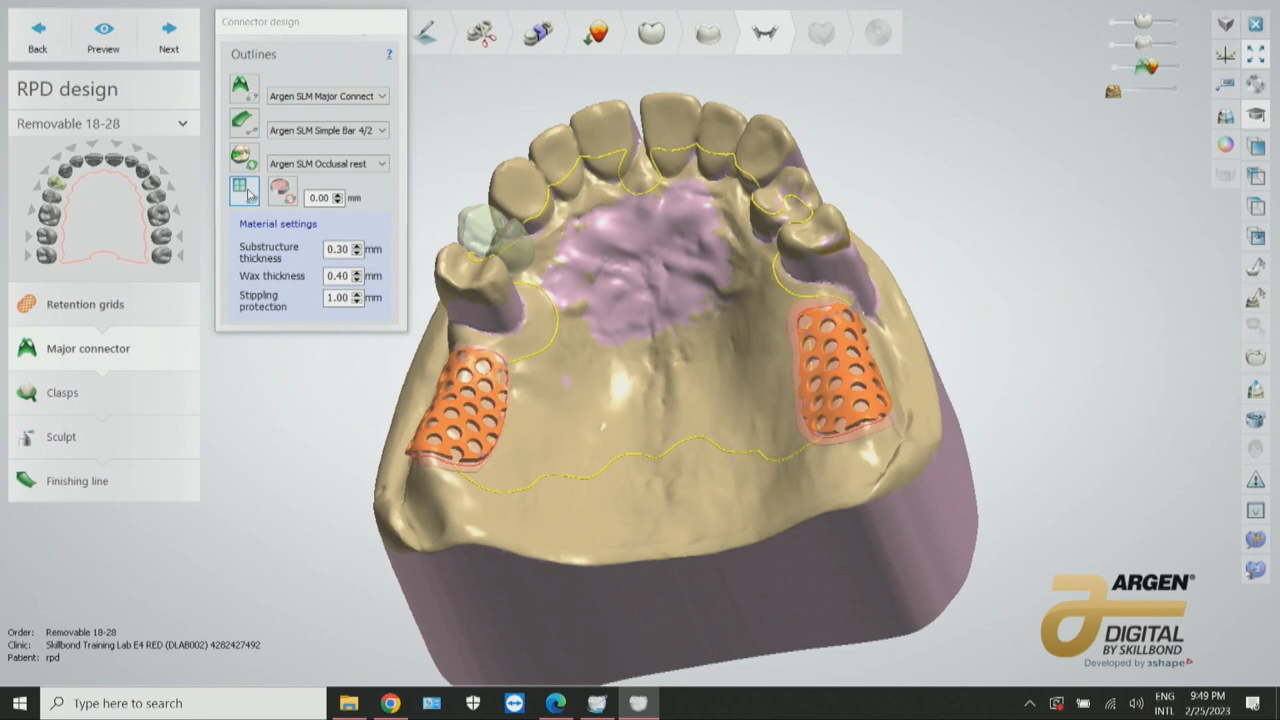 Back
Preview
Next
RPD design
Removable 18-28
Retention grids
Major connector
Clasps
Sculpt
Finishing line
Connector design
Outlines
?
Argen SLM Major Connect
Argen SLM Simple Bar 4/2
Argen SLM Occlusal rest
0.00 mm
Material settings
Substructure thickness 0.30 mm
Wax thickness 0.40 mm
Stippling protection 1.00 mm
Order: Removable 18-28
Clinic: Skillbond Training Lab E4 RED (DLAB002) 4282427492
Patient: rpd
ARGEN®
DIGITAL
BY SKILLBOND
Developed by 3shape
Type here to search
ENG
INTL
9:49 PM
2/25/2023